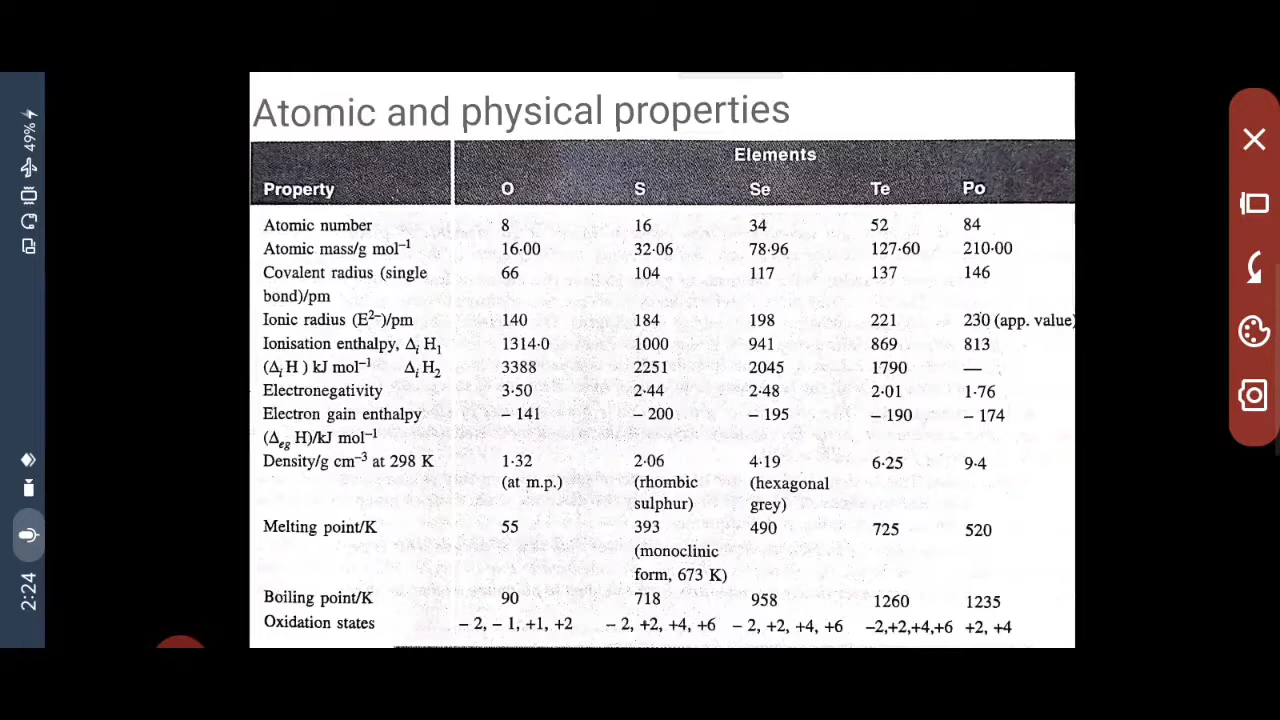 Atomic and physical properties
Elements
Property O S Se Te Po
Atomic number 8 16 34 52 84
Atomic mass/g mol⁻¹ 16·00 32·06 78·96 127·60 210·00
Covalent radius (single 66 104 117 137 146
bond)/pm
Ionic radius (E²⁻)/pm 140 184 198 221 230 (app. value)
Ionisation enthalpy, Δᵢ H₁ 1314·0 1000 941 869 813
(Δᵢ H ) kJ mol⁻¹ Δᵢ H₂ 3388 2251 2045 1790 —
Electronegativity 3·50 2·44 2·48 2·01 1·76
Electron gain enthalpy – 141 – 200 – 195 – 190 – 174
(Δeg H)/kJ mol⁻¹
Density/g cm⁻³ at 298 K 1·32 2·06 4·19 6·25 9·4
(at m.p.) (rhombic (hexagonal
sulphur) grey)
Melting point/K 55 393 490 725 520
(monoclinic
form, 673 K)
Boiling point/K 90 718 958 1260 1235
Oxidation states – 2, – 1, +1, +2 – 2, +2, +4, +6 – 2, +2, +4, +6 –2,+2,+4,+6 +2, +4
49%
2:24